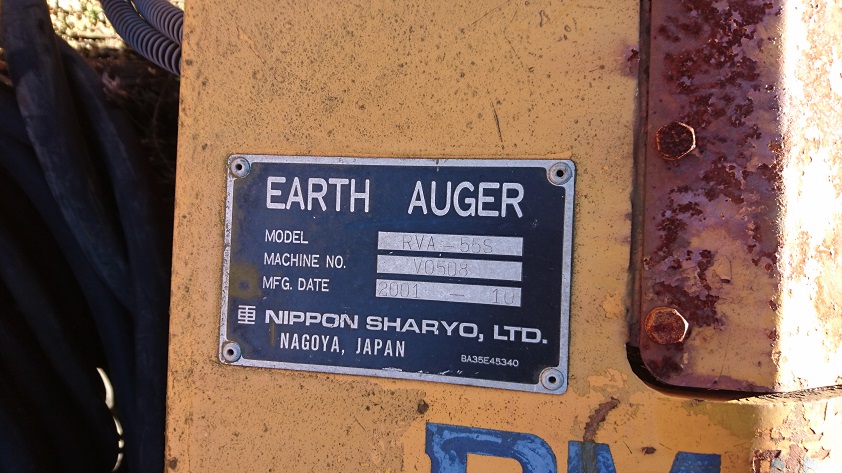 EARTH AUGER
MODEL RVA-55S
MACHINE NO. V0508
MFG. DATE 2001 - 10
重 NIPPON SHARYO, LTD.
NAGOYA, JAPAN BA35E45340